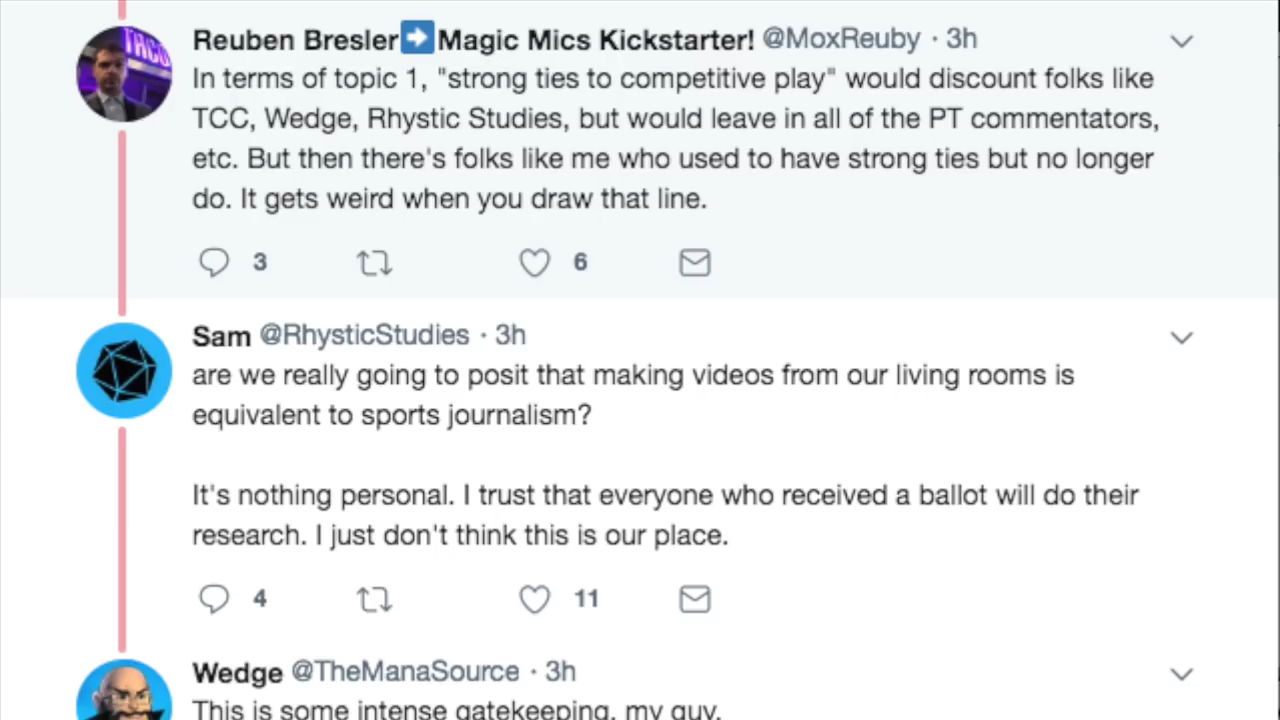 Reuben Bresler➡️Magic Mics Kickstarter! @MoxReuby · 3h
In terms of topic 1, "strong ties to competitive play" would discount folks like
TCC, Wedge, Rhystic Studies, but would leave in all of the PT commentators,
etc. But then there's folks like me who used to have strong ties but no longer
do. It gets weird when you draw that line.
3 6
Sam @RhysticStudies · 3h
are we really going to posit that making videos from our living rooms is
equivalent to sports journalism?
It's nothing personal. I trust that everyone who received a ballot will do their
research. I just don't think this is our place.
4 11
Wedge @TheManaSource · 3h
This is some intense gatekeeping, my guy.